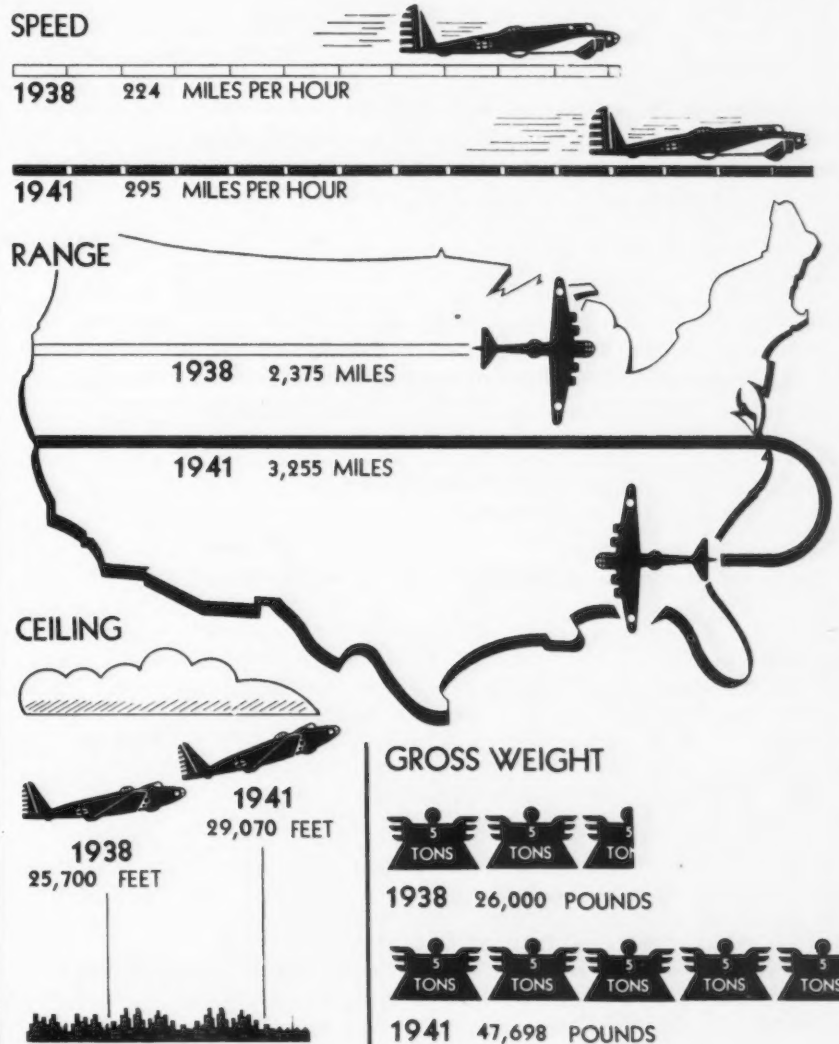 SPEED
1938 224 MILES PER HOUR
1941 295 MILES PER HOUR
RANGE
1938 2,375 MILES
1941 3,255 MILES
CEILING
1941
29,070 FEET
1938
25,700 FEET
GROSS WEIGHT
5 5 5
TONS TONS TON
1938 26,000 POUNDS
5 5 5 5 5
TONS TONS TONS TONS TONS
1941 47,698 POUNDS